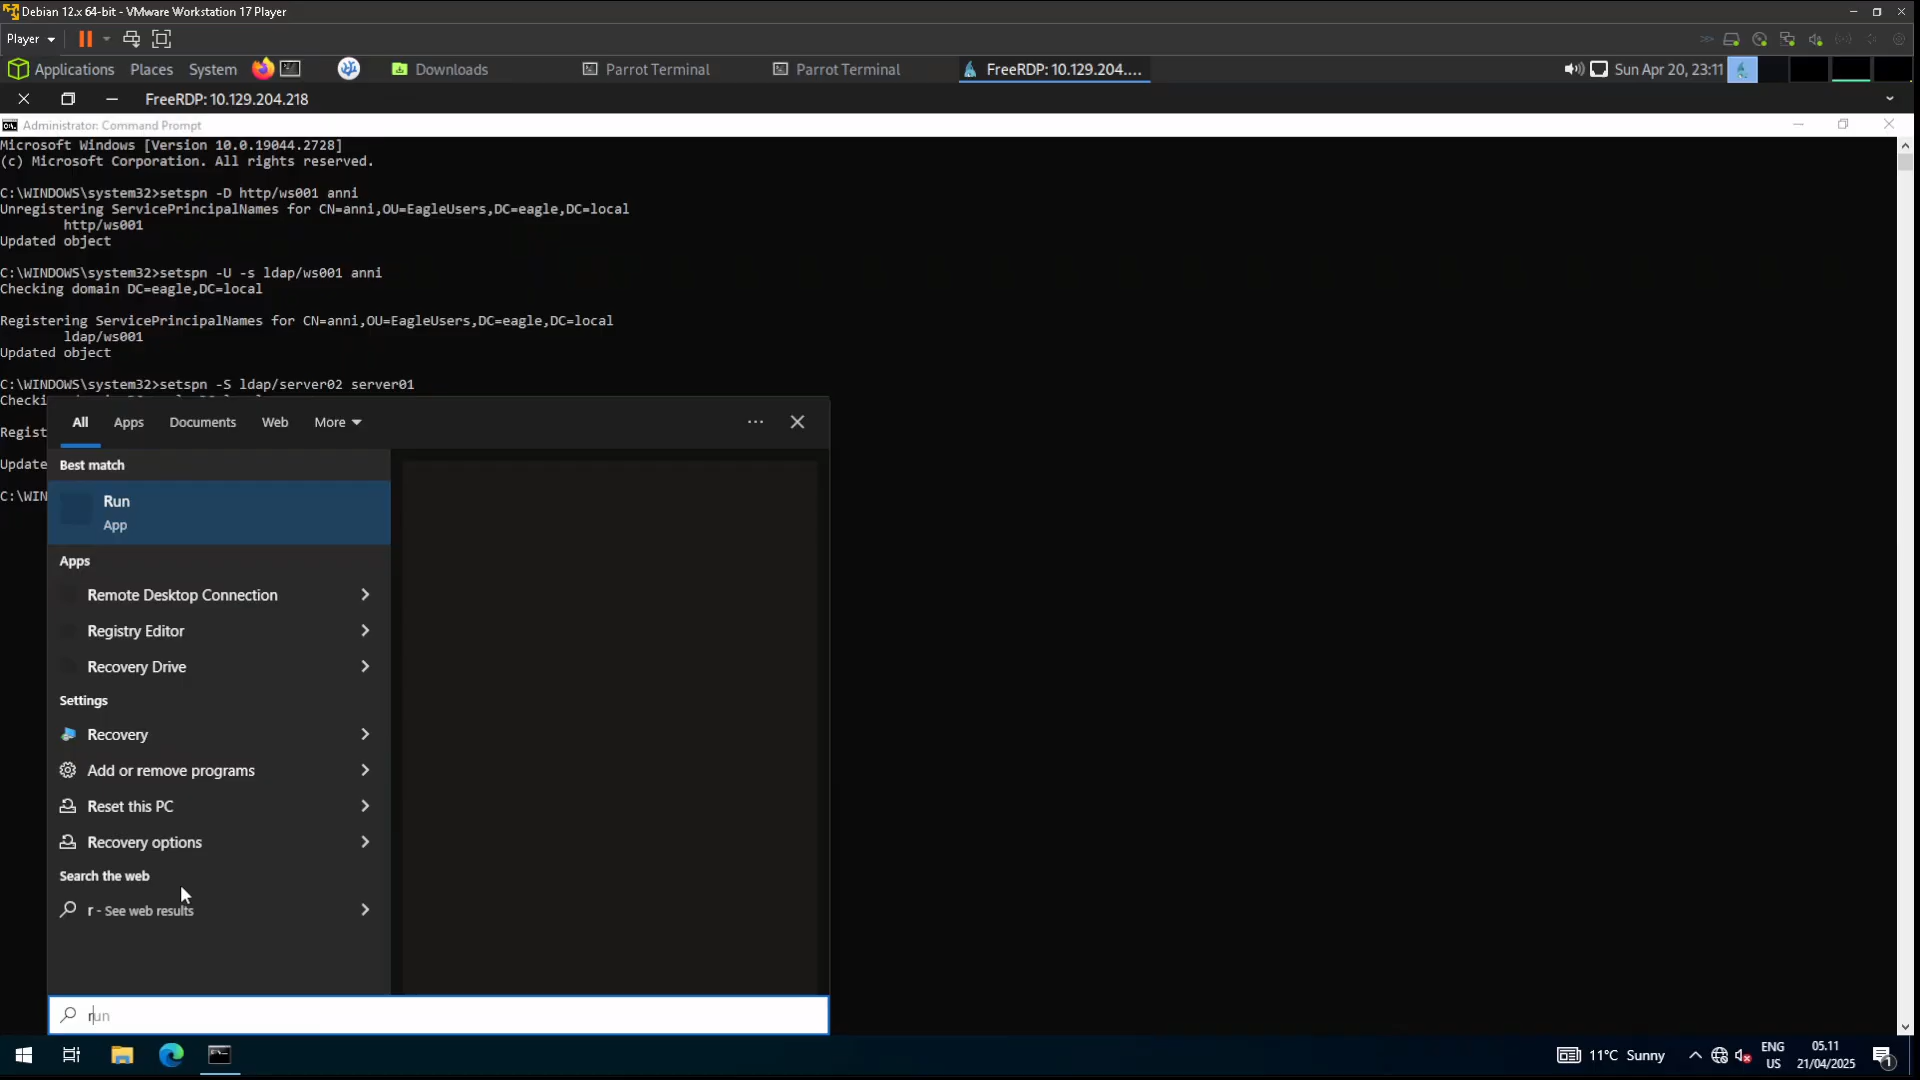 Debian 12.x 64-bit - VMware Workstation 17 Player
Player
Applications Places System Downloads Parrot Terminal Parrot Terminal FreeRDP: 10.129.204.... Sun Apr 20, 23:11
FreeRDP: 10.129.204.218
Administrator: Command Prompt
Microsoft Windows [Version 10.0.19044.2728]
(c) Microsoft Corporation. All rights reserved.
C:\WINDOWS\system32>setspn -D http/ws001 anni
Unregistering ServicePrincipalNames for CN=anni,OU=EagleUsers,DC=eagle,DC=local
http/ws001
Updated object
C:\WINDOWS\system32>setspn -U -s ldap/ws001 anni
Checking domain DC=eagle,DC=local
Registering ServicePrincipalNames for CN=anni,OU=EagleUsers,DC=eagle,DC=local
ldap/ws001
Updated object
C:\WINDOWS\system32>setspn -S ldap/server02 server01
Checki
Regist
Update
C:\WIN
All Apps Documents Web More
Best match
Run
App
Apps
Remote Desktop Connection
Registry Editor
Recovery Drive
Settings
Recovery
Add or remove programs
Reset this PC
Recovery options
Search the web
r - See web results
run
11°C Sunny
ENG
US
05.11
21/04/2025
1